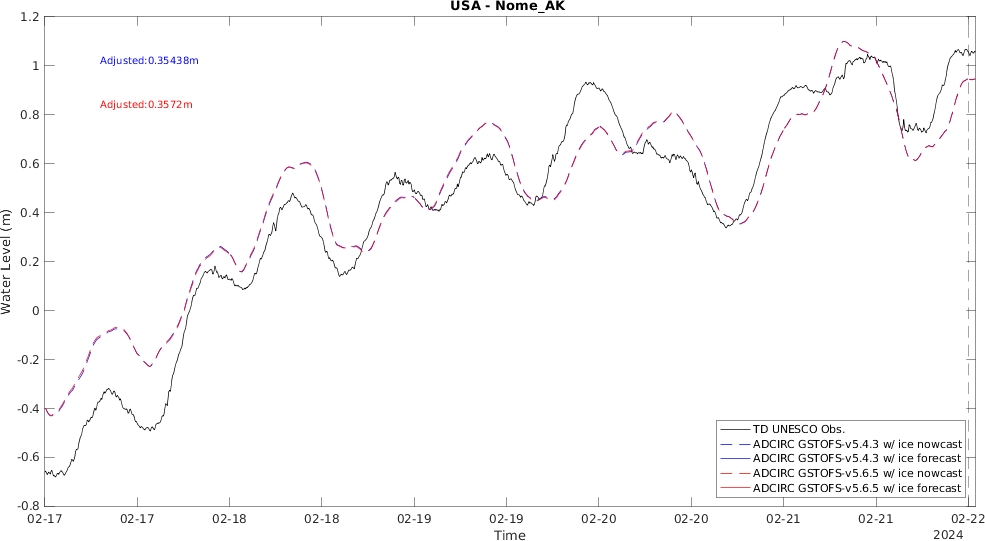 USA - Nome_AK
Adjusted:0.35438m
Adjusted:0.3572m
Water Level (m)
1.2
1
0.8
0.6
0.4
0.2
0
-0.2
-0.4
-0.6
-0.8
TD UNESCO Obs.
ADCIRC GSTOFS-v5.4.3 w/ ice nowcast
ADCIRC GSTOFS-v5.4.3 w/ ice forecast
ADCIRC GSTOFS-v5.6.5 w/ ice nowcast
ADCIRC GSTOFS-v5.6.5 w/ ice forecast
02-17 02-17 02-18 02-18 02-19 02-19 02-20 02-20 02-21 02-21 02-22
Time
2024